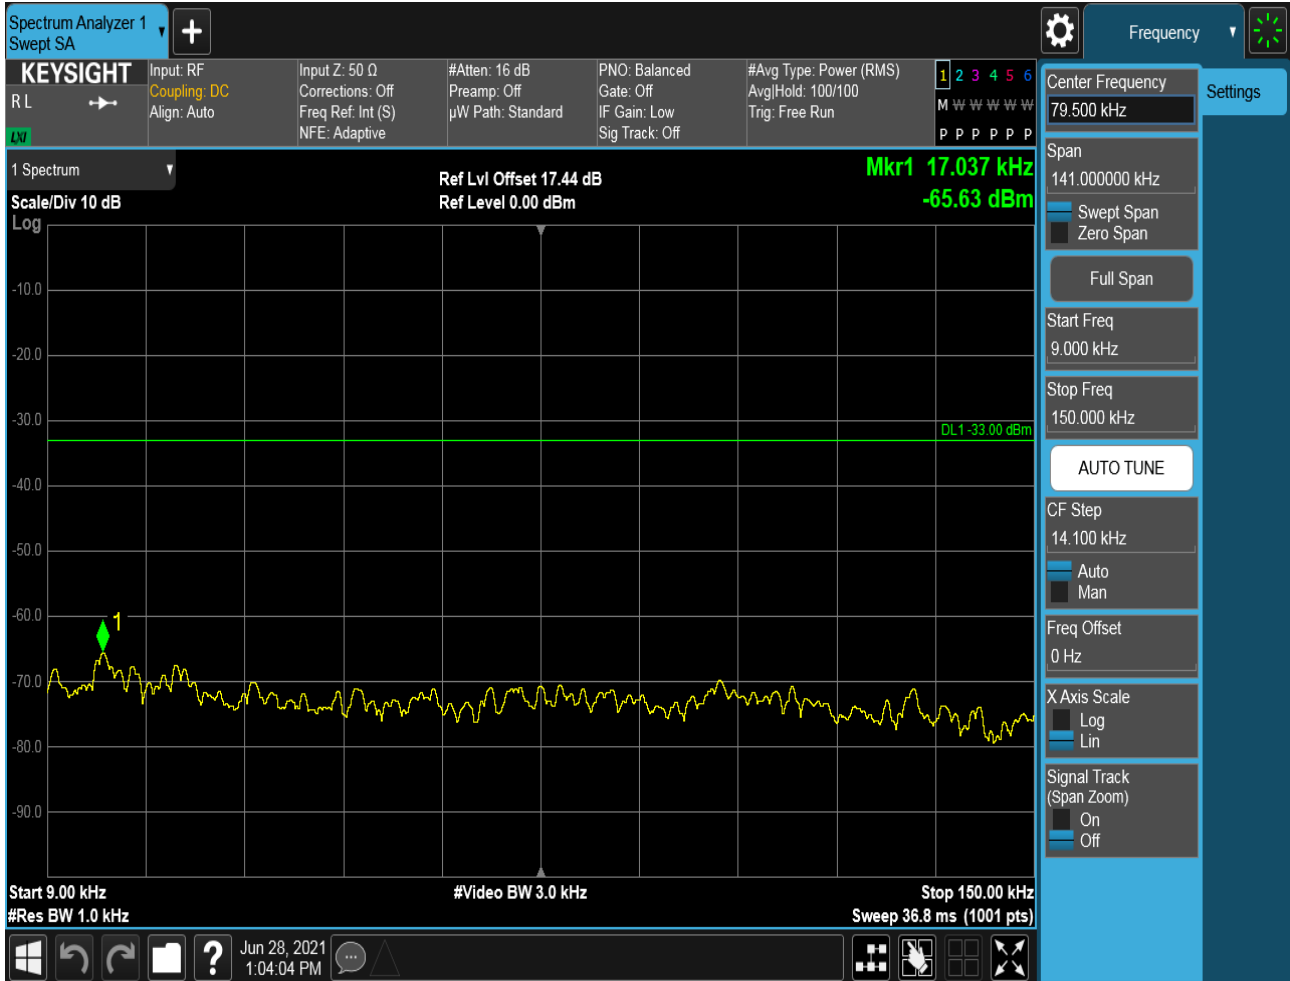 Spectrum Analyzer 1
Swept SA
Frequency
KEYSIGHT
R L
LXI
Input: RF
Coupling: DC
Align: Auto
Input Z: 50 Ω
Corrections: Off
Freq Ref: Int (S)
NFE: Adaptive
#Atten: 16 dB
Preamp: Off
µW Path: Standard
PNO: Balanced
Gate: Off
IF Gain: Low
Sig Track: Off
#Avg Type: Power (RMS)
Avg|Hold: 100/100
Trig: Free Run
1 2 3 4 5 6
M W W W W W
P P P P P P
1 Spectrum
Scale/Div 10 dB
Log
Ref Lvl Offset 17.44 dB
Ref Level 0.00 dBm
Mkr1 17.037 kHz
-65.63 dBm
-10.0
-20.0
-30.0
DL1 -33.00 dBm
-40.0
-50.0
-60.0
1
-70.0
-80.0
-90.0
Start 9.00 kHz
#Res BW 1.0 kHz
#Video BW 3.0 kHz
Stop 150.00 kHz
Sweep 36.8 ms (1001 pts)
Center Frequency
79.500 kHz
Settings
Span
141.000000 kHz
Swept Span
Zero Span
Full Span
Start Freq
9.000 kHz
Stop Freq
150.000 kHz
AUTO TUNE
CF Step
14.100 kHz
Auto
Man
Freq Offset
0 Hz
X Axis Scale
Log
Lin
Signal Track
(Span Zoom)
On
Off
?
Jun 28, 2021
1:04:04 PM